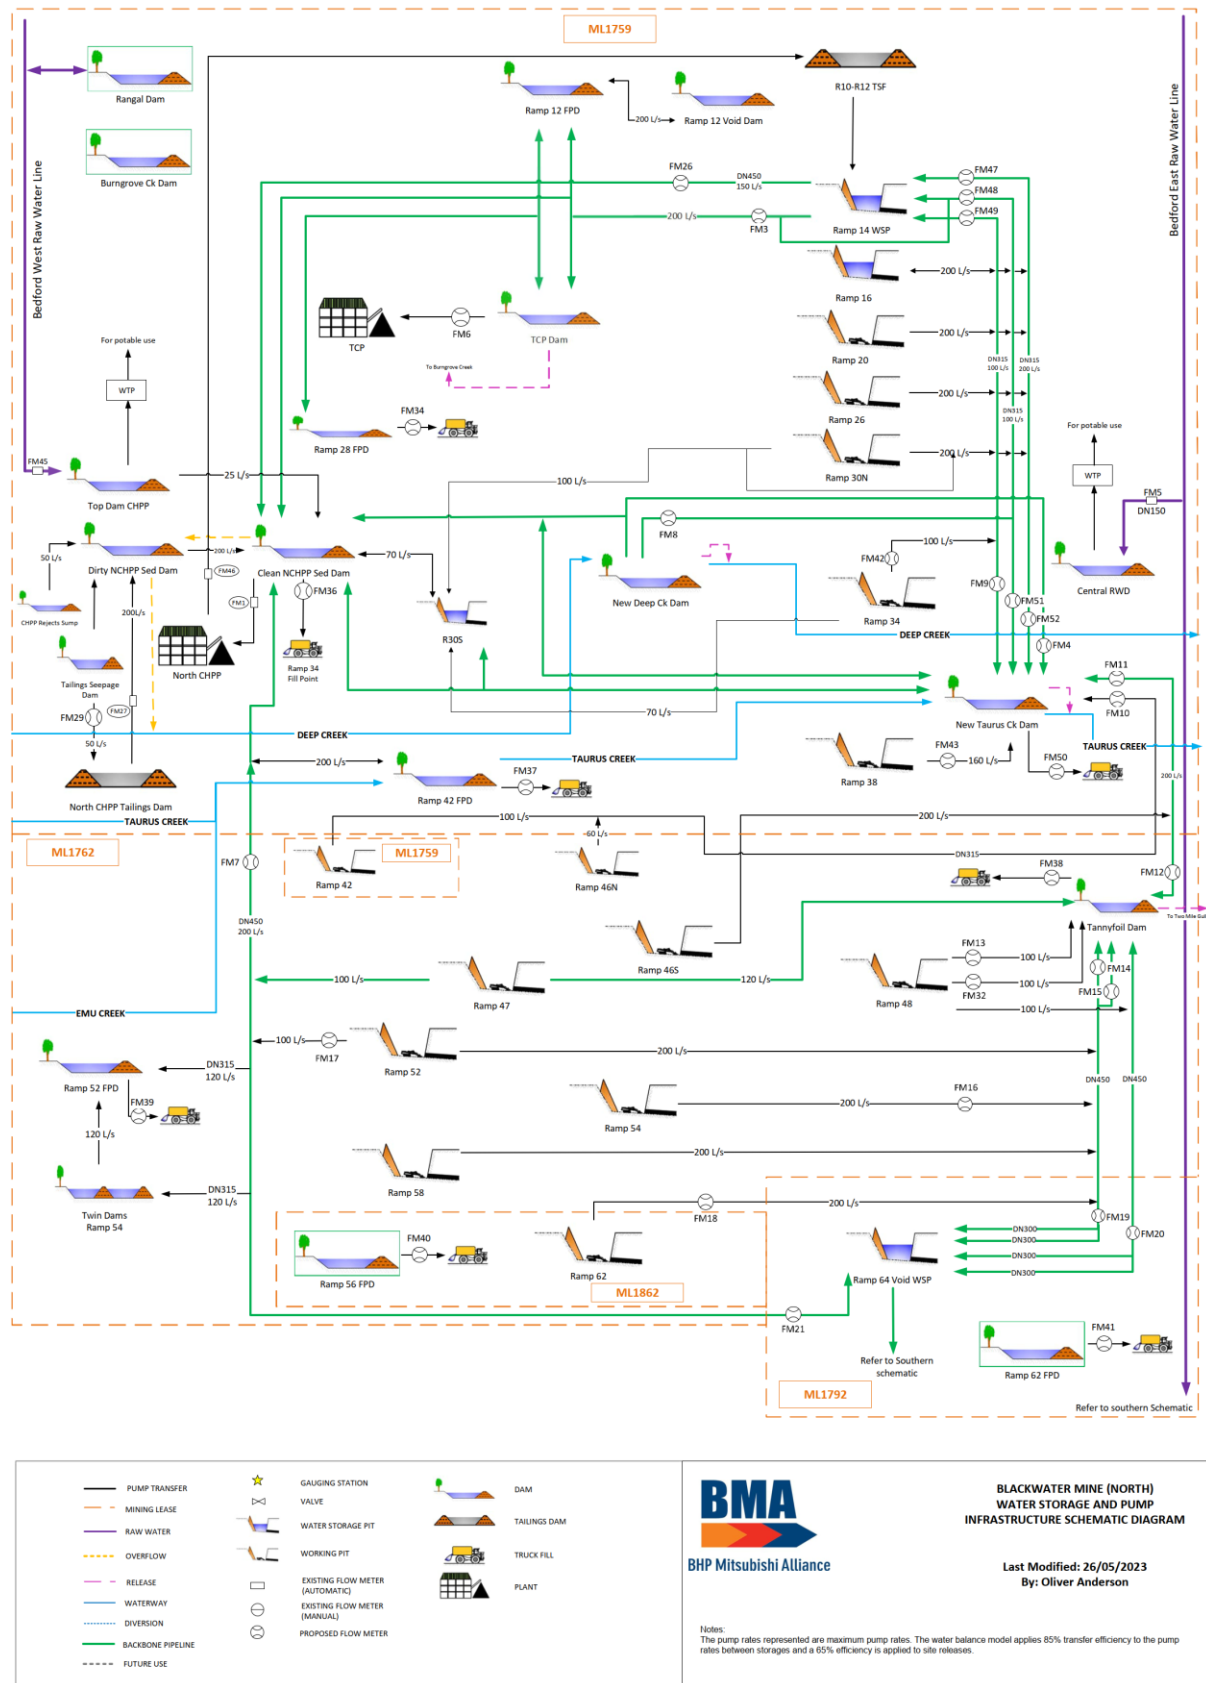 ML1759
Bedford West Raw Water Line
Bedford East Raw Water Line
Rangal Dam
Burngrove Ck Dam
Ramp 12 FPD
200 L/s
Ramp 12 Void Dam
R10-R12 TSF
FM26
DN450
150 L/s
FM47
FM48
FM49
200 L/s
FM3
Ramp 14 WSP
Ramp 16
200 L/s
TCP
FM6
TCP Dam
To Burngrove Creek
Ramp 20
200 L/s
DN315
100 L/s
DN315
200 L/s
DN315
100 L/s
For potable use
WTP
Ramp 28 FPD
FM34
Ramp 26
200 L/s
Ramp 30N
200 L/s
For potable use
WTP
FM45
Top Dam CHPP
25 L/s
100 L/s
FM5
DN150
FM8
50 L/s
Dirty NCHPP Sed Dam
200 L/s
FM46
Clean NCHPP Sed Dam
70 L/s
FM42
100 L/s
Central RWD
CHPP Rejects Sump
200L/s
FM1
FM36
R30S
New Deep Ck Dam
Ramp 34
FM9
FM51
FM52
FM4
DEEP CREEK
North CHPP
Ramp 34
Fill Point
Tailings Seepage
Dam
FM27
FM29
50 L/s
70 L/s
FM11
FM10
New Taurus Ck Dam
DEEP CREEK
TAURUS CREEK
200 L/s
TAURUS CREEK
Ramp 42 FPD
FM37
Ramp 38
FM43
160 L/s
FM50
200 L/s
North CHPP Tailings Dam
TAURUS CREEK
100 L/s
200 L/s
ML1762
ML1759
Ramp 42
Ramp 46N
DN315
FM7
FM38
FM12
DN450
200 L/s
Tannyfoil Dam
Ramp 46S
FM13
100 L/s
FM14
100 L/s
Ramp 47
120 L/s
Ramp 48
FM32
100 L/s
FM15
100 L/s
EMU CREEK
100 L/s
FM17
Ramp 52
200 L/s
Ramp 52 FPD
DN315
120 L/s
FM39
DN450
DN450
FM16
Ramp 54
200 L/s
120 L/s
Ramp 58
200 L/s
Twin Dams
Ramp 54
DN315
120 L/s
FM18
200 L/s
FM19
FM20
Ramp 56 FPD
FM40
Ramp 62
ML1862
Ramp 64 Void WSP
DN300
DN300
DN300
DN300
FM21
FM41
Ramp 62 FPD
Refer to Southern
schematic
ML1792
Refer to southern Schematic
PUMP TRANSFER
MINING LEASE
RAW WATER
OVERFLOW
RELEASE
WATERWAY
DIVERSION
BACKBONE PIPELINE
FUTURE USE
GAUGING STATION
VALVE
WATER STORAGE PIT
WORKING PIT
EXISTING FLOW METER
(AUTOMATIC)
EXISTING FLOW METER
(MANUAL)
PROPOSED FLOW METER
DAM
TAILINGS DAM
TRUCK FILL
PLANT
BMA
BHP Mitsubishi Alliance
BLACKWATER MINE (NORTH)
WATER STORAGE AND PUMP
INFRASTRUCTURE SCHEMATIC DIAGRAM
Last Modified: 26/05/2023
By: Oliver Anderson
Notes:
The pump rates represented are maximum pump rates. The water balance model applies 85% transfer efficiency to the pump
rates between storages and a 65% efficiency is applied to site releases.